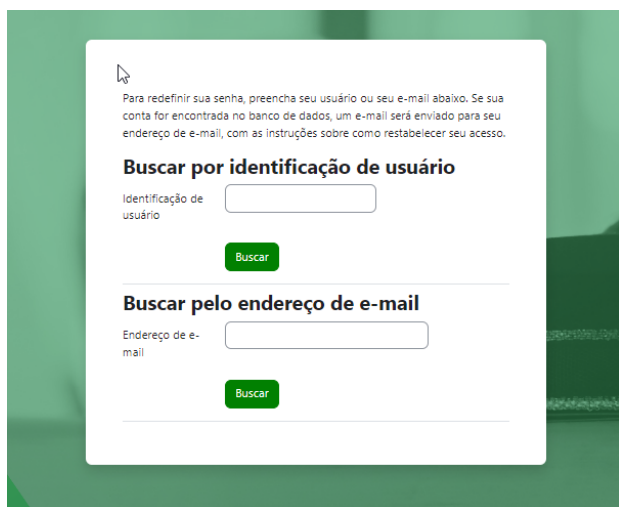 Para redefinir sua senha, preencha seu usuário ou seu e-mail abaixo. Se sua
conta for encontrada no banco de dados, um e-mail será enviado para seu
endereço de e-mail, com as instruções sobre como restabelecer seu acesso.
Buscar por identificação de usuário
Identificação de
usuário
Buscar
Buscar pelo endereço de e-mail
Endereço de e-
mail
Buscar